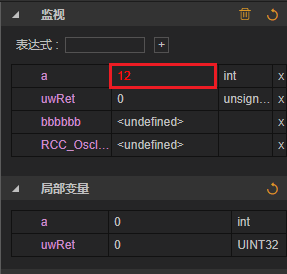 监视
表达式 :
a 12 int x
uwRet 0 unsign... x
bbbbbb <undefined> x
RCC_Oscl... <undefined> x
局部变量
a 0 int
uwRet 0 UINT32